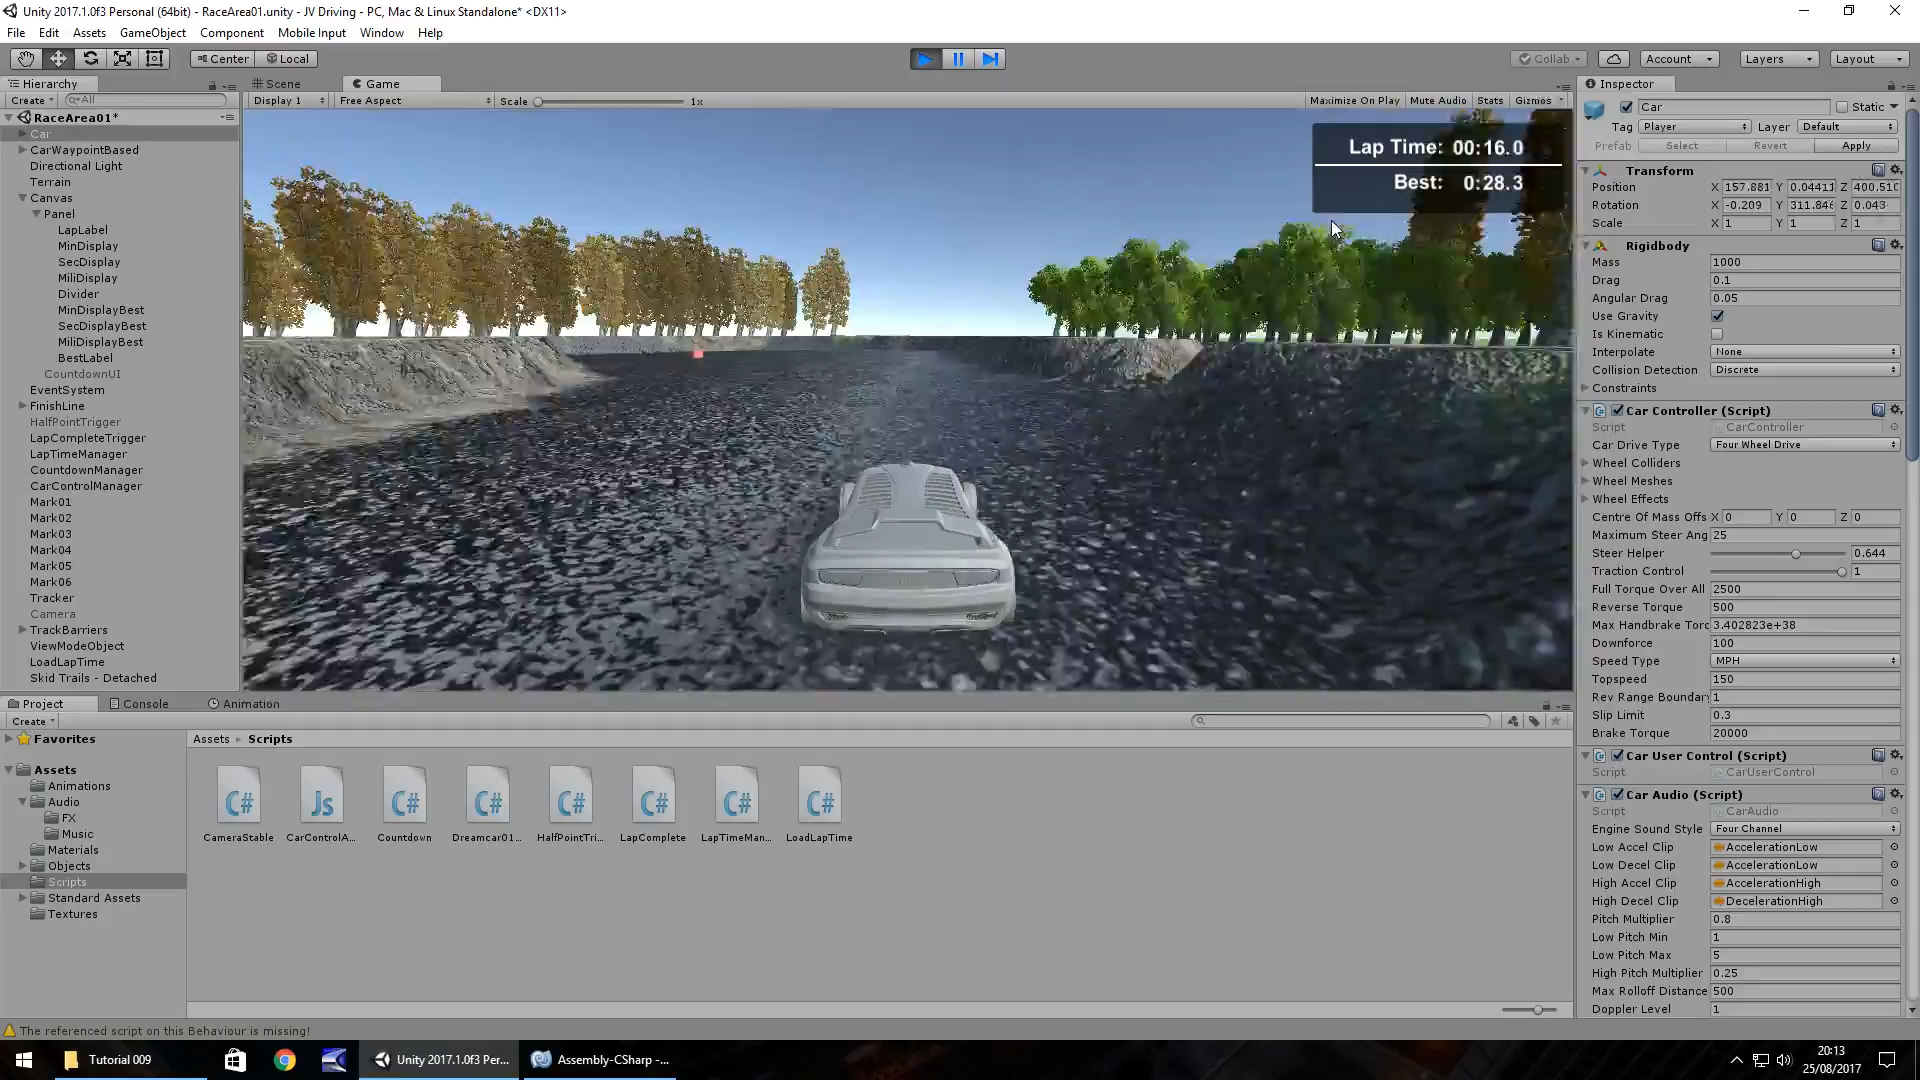 Unity 2017.1.0f3 Personal (64bit) - RaceArea01.unity - JV Driving - PC, Mac & Linux Standalone* <DX11>
File Edit Assets GameObject Component Mobile Input Window Help
Center Local Collab Account Layers Layout
Hierarchy
Create All
RaceArea01*
Car
CarWaypointBased
Directional Light
Terrain
Canvas
Panel
LapLabel
MinDisplay
SecDisplay
MiliDisplay
Divider
MinDisplayBest
SecDisplayBest
MiliDisplayBest
BestLabel
CountdownUI
EventSystem
FinishLine
HalfPointTrigger
LapCompleteTrigger
LapTimeManager
CountdownManager
CarControlManager
Mark01
Mark02
Mark03
Mark04
Mark05
Mark06
Tracker
Camera
TrackBarriers
ViewModeObject
LoadLapTime
Skid Trails - Detached
Scene Game
Display 1 Free Aspect Scale 1x Maximize On Play Mute Audio Stats Gizmos
Lap Time: 00:16.0
Best: 0:28.3
Inspector
Car Static
Tag Player Layer Default
Prefab Select Revert Apply
Transform
Position X 157.881 Y 0.04411 Z 400.510
Rotation X -0.209 Y 311.846 Z 0.043
Scale X 1 Y 1 Z 1
Rigidbody
Mass 1000
Drag 0.1
Angular Drag 0.05
Use Gravity
Is Kinematic
Interpolate None
Collision Detection Discrete
Constraints
Car Controller (Script)
Script CarController
Car Drive Type Four Wheel Drive
Wheel Colliders
Wheel Meshes
Wheel Effects
Centre Of Mass Offs X 0 Y 0 Z 0
Maximum Steer Ang 25
Steer Helper 0.644
Traction Control 1
Full Torque Over All 2500
Reverse Torque 500
Max Handbrake Torc 3.402823e+38
Downforce 100
Speed Type MPH
Topspeed 150
Rev Range Boundar 1
Slip Limit 0.3
Brake Torque 20000
Car User Control (Script)
Script CarUserControl
Car Audio (Script)
Script CarAudio
Engine Sound Style Four Channel
Low Accel Clip AccelerationLow
Low Decel Clip AccelerationLow
High Accel Clip AccelerationHigh
High Decel Clip DecelerationHigh
Pitch Multiplier 0.8
Low Pitch Min 1
Low Pitch Max 5
High Pitch Multiplier 0.25
Max Rolloff Distance 500
Doppler Level 1
Project Console Animation
Create
Favorites
Assets
Animations
Audio
FX
Music
Materials
Objects
Scripts
Standard Assets
Textures
Assets Scripts
C# Js C# C# C# C# C# C#
CameraStable CarControlA... Countdown Dreamcar01... HalfPointTri... LapComplete LapTimeMan... LoadLapTime
The referenced script on this Behaviour is missing!
Tutorial 009 Unity 2017.1.0f3 Per... Assembly-CSharp -...
20:13
25/08/2017